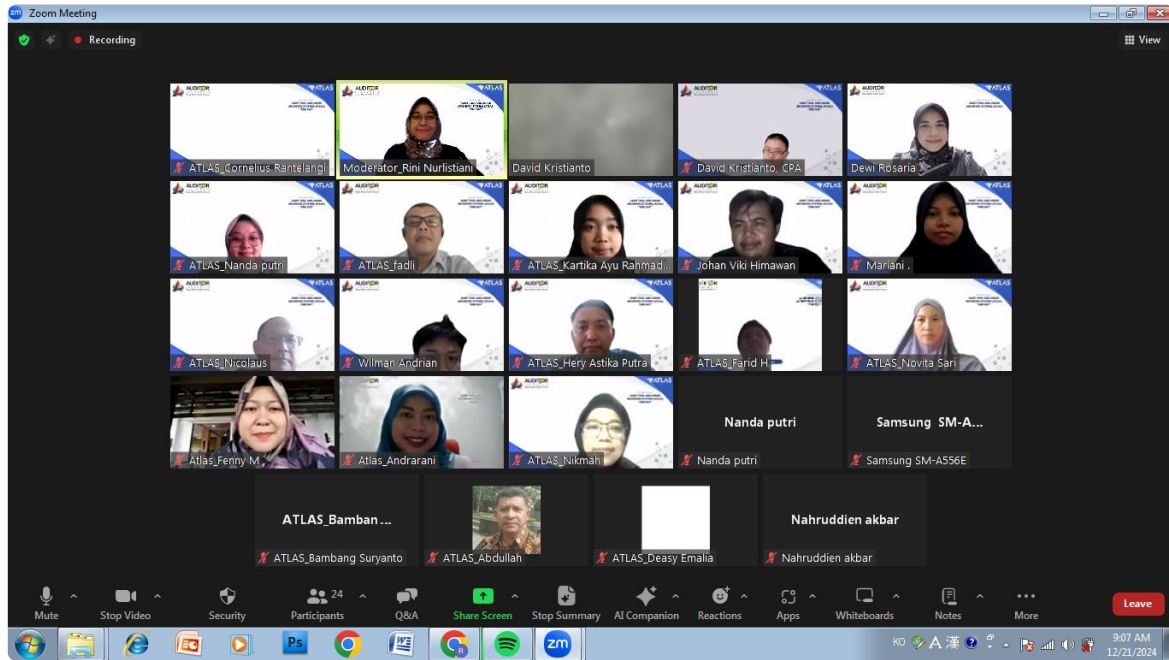 Zoom Meeting
Recording
View
ATLAS_Cornelius Rantelangi
Moderator_Rini Nurlistiani
David Kristianto
David Kristianto, CPA
Dewi Rosaria
ATLAS_Nanda putri
ATLAS_fadli
ATLAS_Kartika Ayu Rahmad...
Johan Viki Himawan
Mariani .
ATLAS_Nicolaus
Wilman Andrian
ATLAS_Hery Astika Putra
ATLAS_Farid H
ATLAS_Novita Sari
Atlas_Fenny M
Atlas_Andrarani
ATLAS_Nikmah
Nanda putri
Nanda putri
Samsung SM-A...
Samsung SM-A556E
ATLAS_Bamban ...
ATLAS_Bambang Suryanto
ATLAS_Abdullah
ATLAS_Deasy Emalia
Nahruddien akbar
Nahruddien akbar
Mute
Stop Video
Security
24
Participants
Q&A
Share Screen
Stop Summary
AI Companion
Reactions
Apps
Whiteboards
Notes
More
Leave
Ps
zm
KO
A 漢
9:07 AM
12/21/2024